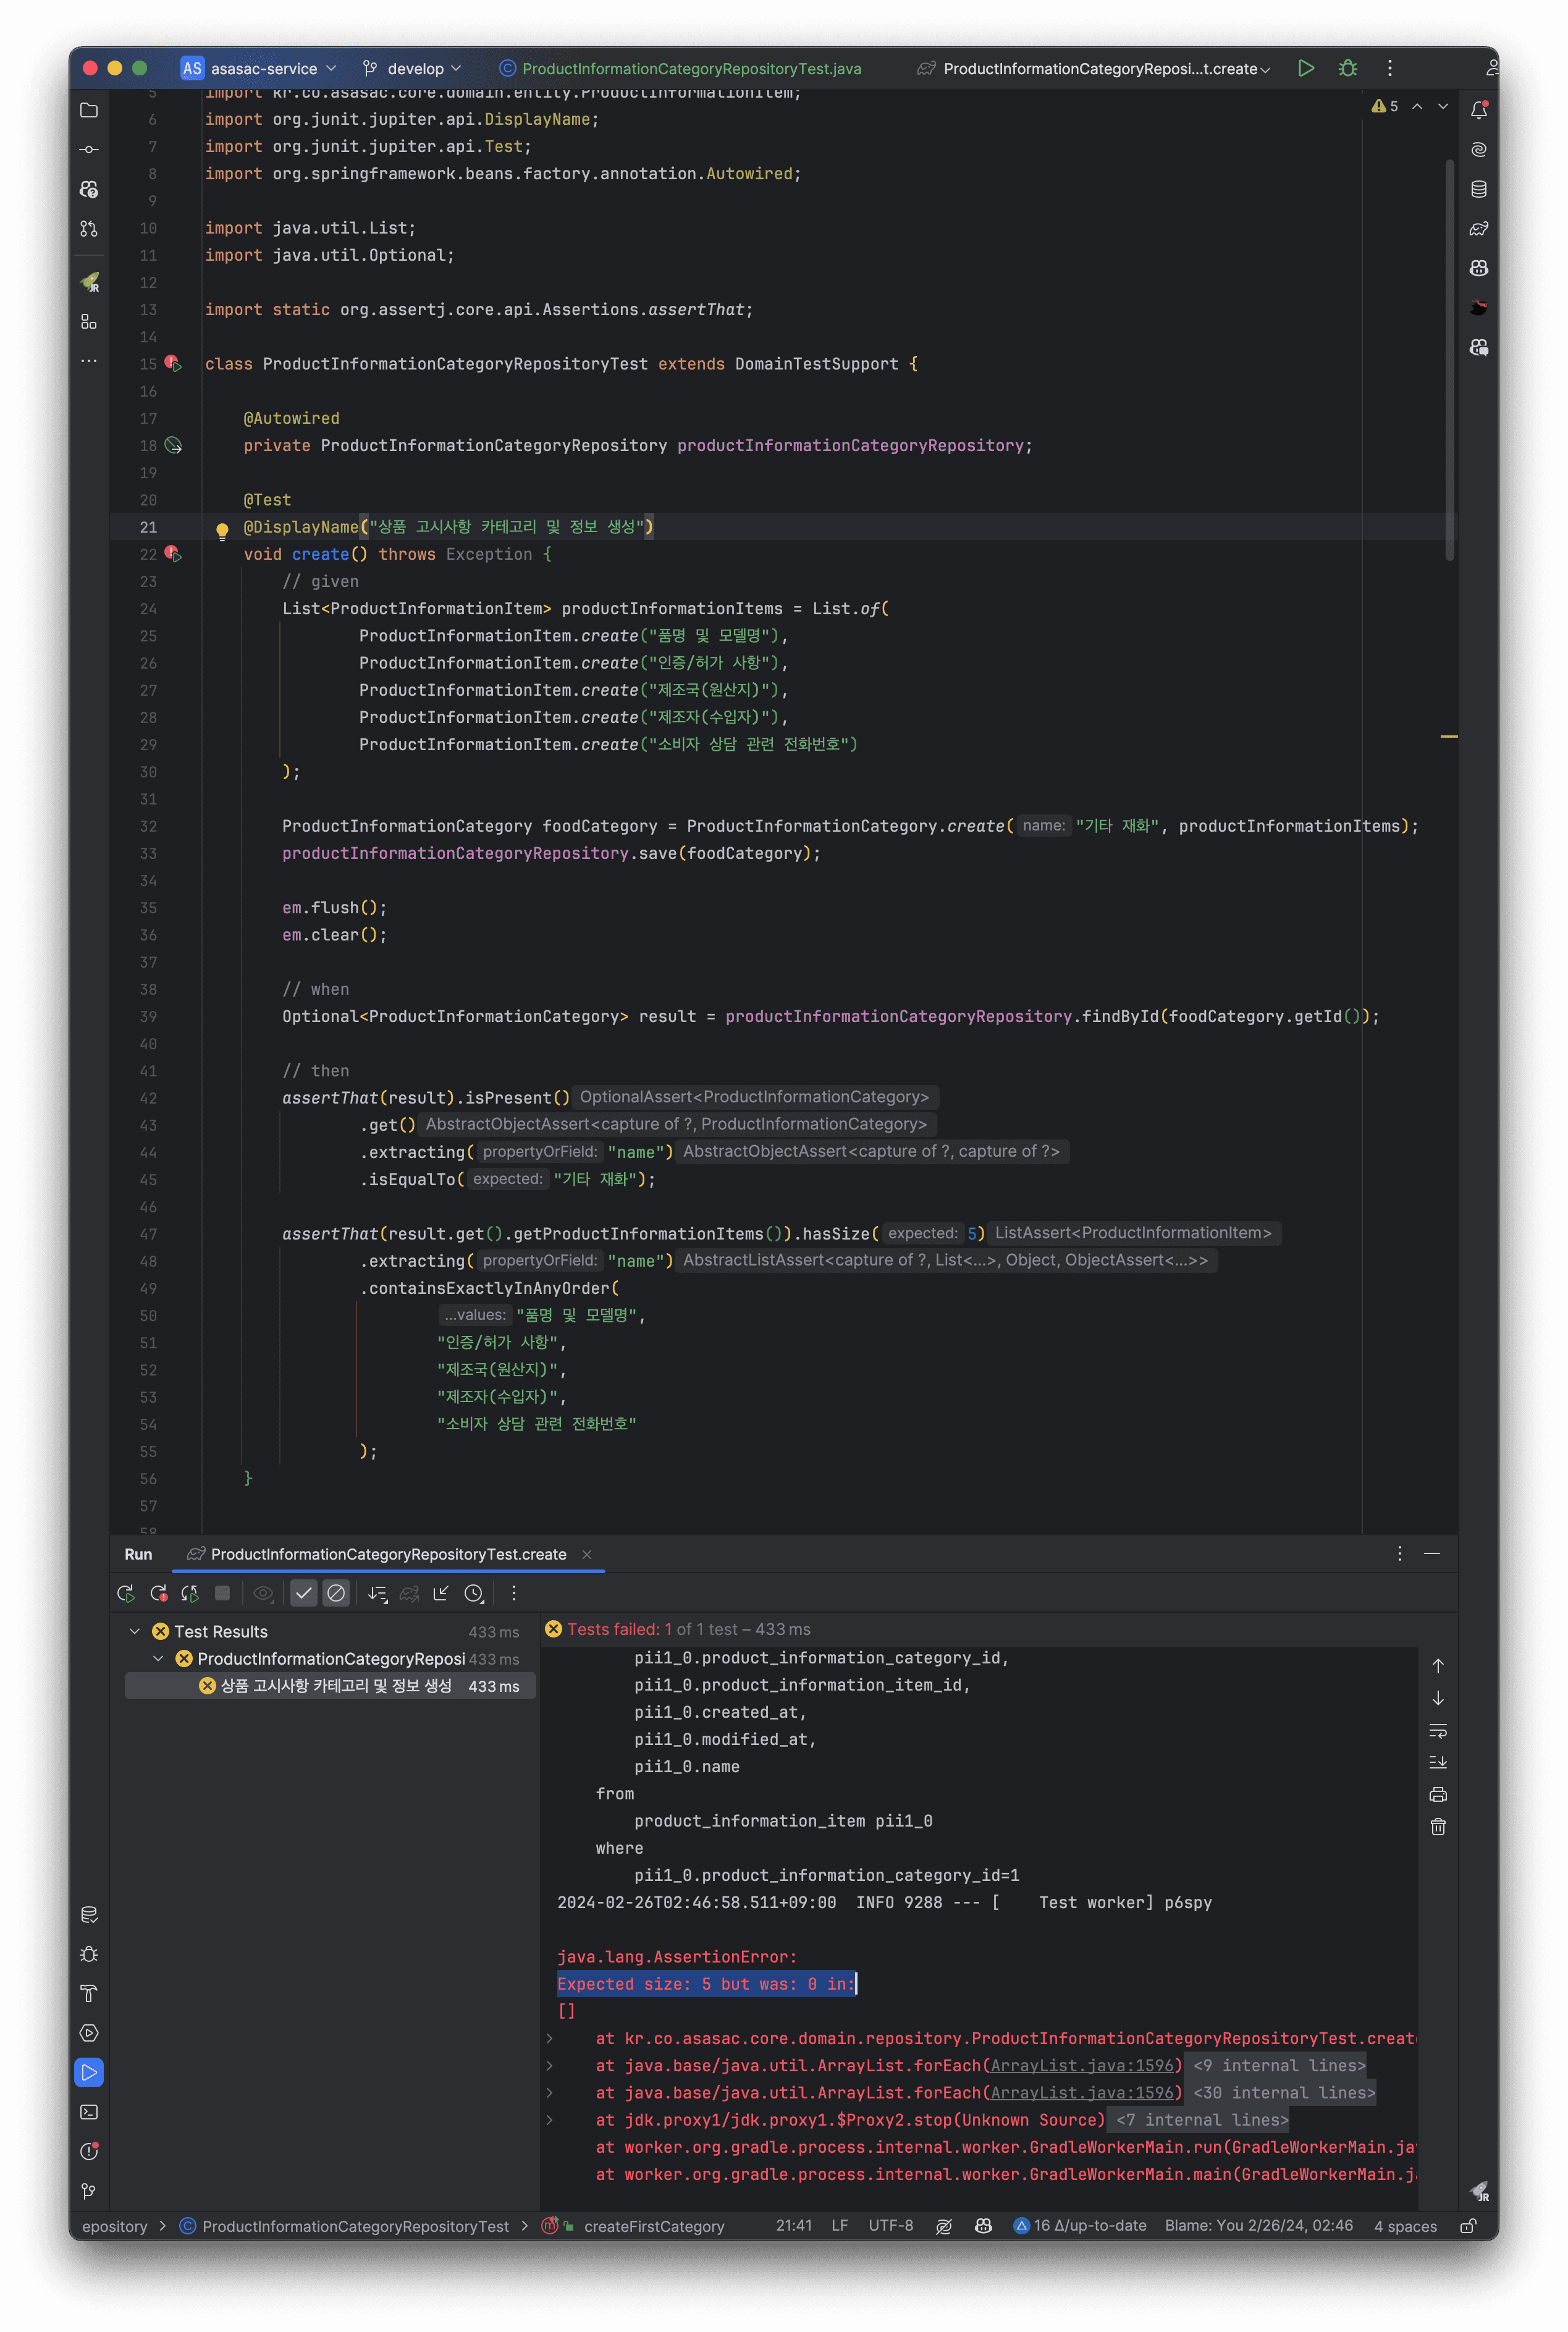 AS asasac-service develop ProductInformationCategoryRepositoryTest.java ProductInformationCategoryReposi...t.create
5 import kr.co.asasac.core.domain.entity.ProductInformationItem;
5
6 import org.junit.jupiter.api.DisplayName;
7 import org.junit.jupiter.api.Test;
8 import org.springframework.beans.factory.annotation.Autowired;
9
10 import java.util.List;
11 import java.util.Optional;
12
13 import static org.assertj.core.api.Assertions.assertThat;
14
15 class ProductInformationCategoryRepositoryTest extends DomainTestSupport {
16
17 @Autowired
18 private ProductInformationCategoryRepository productInformationCategoryRepository;
19
20 @Test
21 @DisplayName("상품 고시사항 카테고리 및 정보 생성")
22 void create() throws Exception {
23 // given
24 List<ProductInformationItem> productInformationItems = List.of(
25 ProductInformationItem.create("품명 및 모델명"),
26 ProductInformationItem.create("인증/허가 사항"),
27 ProductInformationItem.create("제조국(원산지)"),
28 ProductInformationItem.create("제조자(수입자)"),
29 ProductInformationItem.create("소비자 상담 관련 전화번호")
30 );
31
32 ProductInformationCategory foodCategory = ProductInformationCategory.create( name: "기타 재화", productInformationItems);
33 productInformationCategoryRepository.save(foodCategory);
34
35 em.flush();
36 em.clear();
37
38 // when
39 Optional<ProductInformationCategory> result = productInformationCategoryRepository.findById(foodCategory.getId());
40
41 // then
42 assertThat(result).isPresent() OptionalAssert<ProductInformationCategory>
43 .get() AbstractObjectAssert<capture of ?, ProductInformationCategory>
44 .extracting( propertyOrField: "name") AbstractObjectAssert<capture of ?, capture of ?>
45 .isEqualTo( expected: "기타 재화");
46
47 assertThat(result.get().getProductInformationItems()).hasSize( expected: 5) ListAssert<ProductInformationItem>
48 .extracting( propertyOrField: "name") AbstractListAssert<capture of ?, List<...>, Object, ObjectAssert<...>>
49 .containsExactlyInAnyOrder(
50 ...values: "품명 및 모델명",
51 "인증/허가 사항",
52 "제조국(원산지)",
53 "제조자(수입자)",
54 "소비자 상담 관련 전화번호"
55 );
56 }
57
58
Run ProductInformationCategoryRepositoryTest.create
Test Results 433 ms
ProductInformationCategoryReposi 433 ms
상품 고시사항 카테고리 및 정보 생성 433 ms
Tests failed: 1 of 1 test – 433 ms
pii1_0.product_information_category_id,
pii1_0.product_information_item_id,
pii1_0.created_at,
pii1_0.modified_at,
pii1_0.name
from
product_information_item pii1_0
where
pii1_0.product_information_category_id=1
2024-02-26T02:46:58.511+09:00 INFO 9288 --- [ Test worker] p6spy
java.lang.AssertionError:
Expected size: 5 but was: 0 in:
[]
at kr.co.asasac.core.domain.repository.ProductInformationCategoryRepositoryTest.create
at java.base/java.util.ArrayList.forEach(ArrayList.java:1596) <9 internal lines>
at java.base/java.util.ArrayList.forEach(ArrayList.java:1596) <30 internal lines>
at jdk.proxy1/jdk.proxy1.$Proxy2.stop(Unknown Source) <7 internal lines>
at worker.org.gradle.process.internal.worker.GradleWorkerMain.run(GradleWorkerMain.jav
at worker.org.gradle.process.internal.worker.GradleWorkerMain.main(GradleWorkerMain.ja
epository ProductInformationCategoryRepositoryTest createFirstCategory 21:41 LF UTF-8 16 Δ/up-to-date Blame: You 2/26/24, 02:46 4 spaces